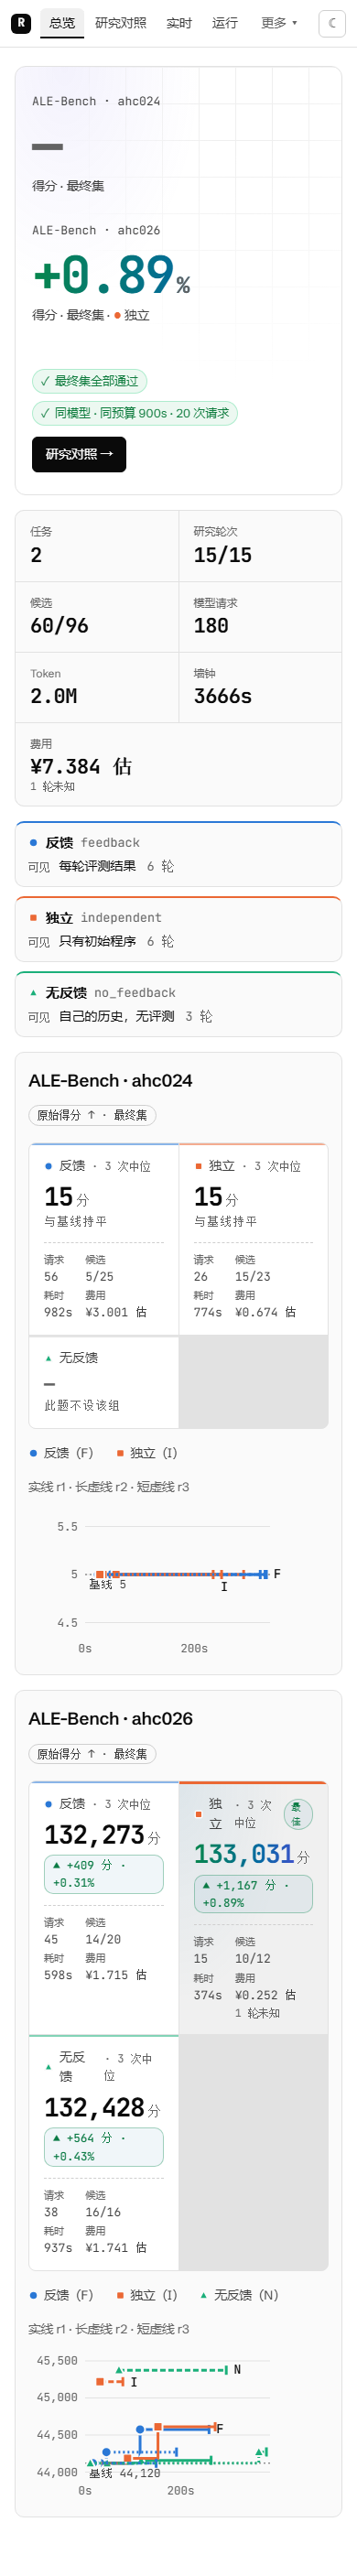 R 总览 研究对照 实时 运行 更多 ▾ ☾
ALE-Bench · ahc024
—
得分 · 最终集
ALE-Bench · ahc026
+0.89%
得分 · 最终集 · 独立
✓ 最终集全部通过
✓ 同模型 · 同预算 900s · 20 次请求
研究对照 →
任务
2
研究轮次
15/15
候选
60/96
模型请求
180
Token
2.0M
墙钟
3666s
费用
¥7.384 估
1 轮未知
反馈 feedback
可见 每轮评测结果 6 轮
独立 independent
可见 只有初始程序 6 轮
无反馈 no_feedback
可见 自己的历史, 无评测 3 轮
ALE-Bench · ahc024
原始得分 ↑ · 最终集
反馈 · 3 次中位
15 分
与基线持平
请求 候选
56 5/25
耗时 费用
982s ¥3.001 估
独立 · 3 次中位
15 分
与基线持平
请求 候选
26 15/23
耗时 费用
774s ¥0.674 估
无反馈
—
此题不设该组
反馈 (F) 独立 (I)
实线 r1 · 长虚线 r2 · 短虚线 r3
5.5
5
4.5
基线 5
I
F
0s 200s
ALE-Bench · ahc026
原始得分 ↑ · 最终集
反馈 · 3 次中位
132,273 分
▲ +409 分 ·
+0.31%
请求 候选
45 14/20
耗时 费用
598s ¥1.715 估
独
立
· 3 次
中位
最
佳
133,031 分
▲ +1,167 分 ·
+0.89%
请求 候选
15 10/12
耗时 费用
374s ¥0.252 估
1 轮未知
无反
馈
· 3 次中
位
132,428 分
▲ +564 分 ·
+0.43%
请求 候选
38 16/16
耗时 费用
937s ¥1.741 估
反馈 (F) 独立 (I) 无反馈 (N)
实线 r1 · 长虚线 r2 · 短虚线 r3
45,500
45,000
44,500
44,000
N
I
F
基线 44,120
0s 200s